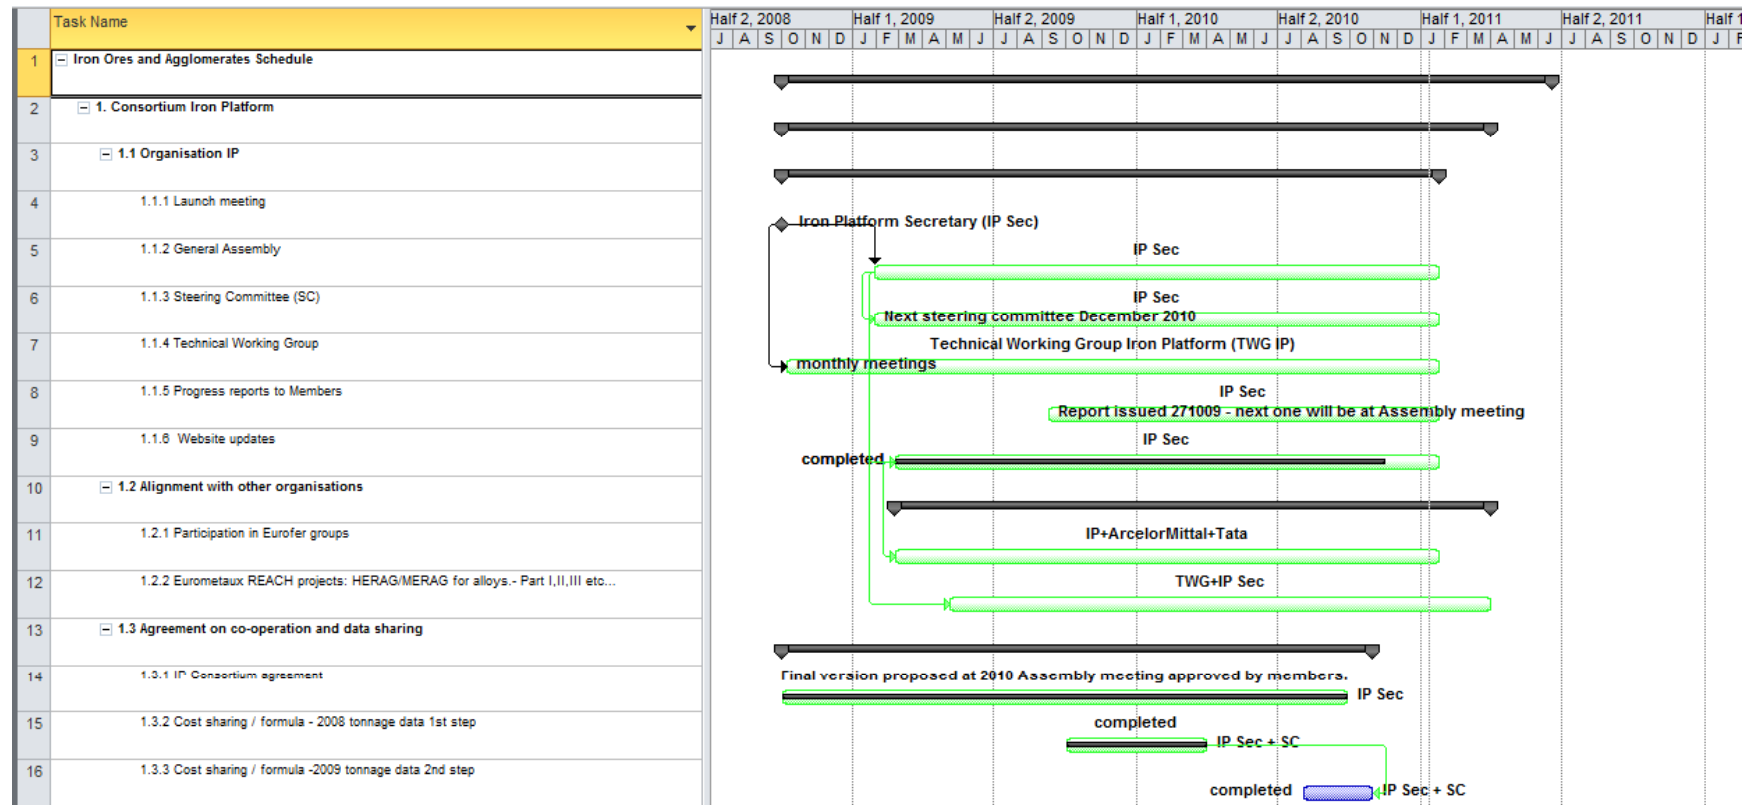 Task Name
Half 2, 2008 Half 1, 2009 Half 2, 2009 Half 1, 2010 Half 2, 2010 Half 1, 2011 Half 2, 2011 Half 1
J A S O N D J F M A M J J A S O N D J F M A M J J A S O N D J F M A M J J A S O N D J F
1 Iron Ores and Agglomerates Schedule
2 1. Consortium Iron Platform
3 1.1 Organisation IP
4 1.1.1 Launch meeting
Iron Platform Secretary (IP Sec)
5 1.1.2 General Assembly
IP Sec
6 1.1.3 Steering Committee (SC)
IP Sec
Next steering committee December 2010
7 1.1.4 Technical Working Group
Technical Working Group Iron Platform (TWG IP)
monthly meetings
8 1.1.5 Progress reports to Members
IP Sec
Report issued 271009 - next one will be at Assembly meeting
9 1.1.6 Website updates
IP Sec
completed
10 1.2 Alignment with other organisations
11 1.2.1 Participation in Eurofer groups
IP+ArcelorMittal+Tata
12 1.2.2 Eurometaux REACH projects: HERAG/MERAG for alloys.- Part I,II,III etc...
TWG+IP Sec
13 1.3 Agreement on co-operation and data sharing
14 1.3.1 IP Consortium agreement
Final version proposed at 2010 Assembly meeting approved by members.
IP Sec
15 1.3.2 Cost sharing / formula - 2008 tonnage data 1st step
completed
IP Sec + SC
16 1.3.3 Cost sharing / formula -2009 tonnage data 2nd step
completed IP Sec + SC